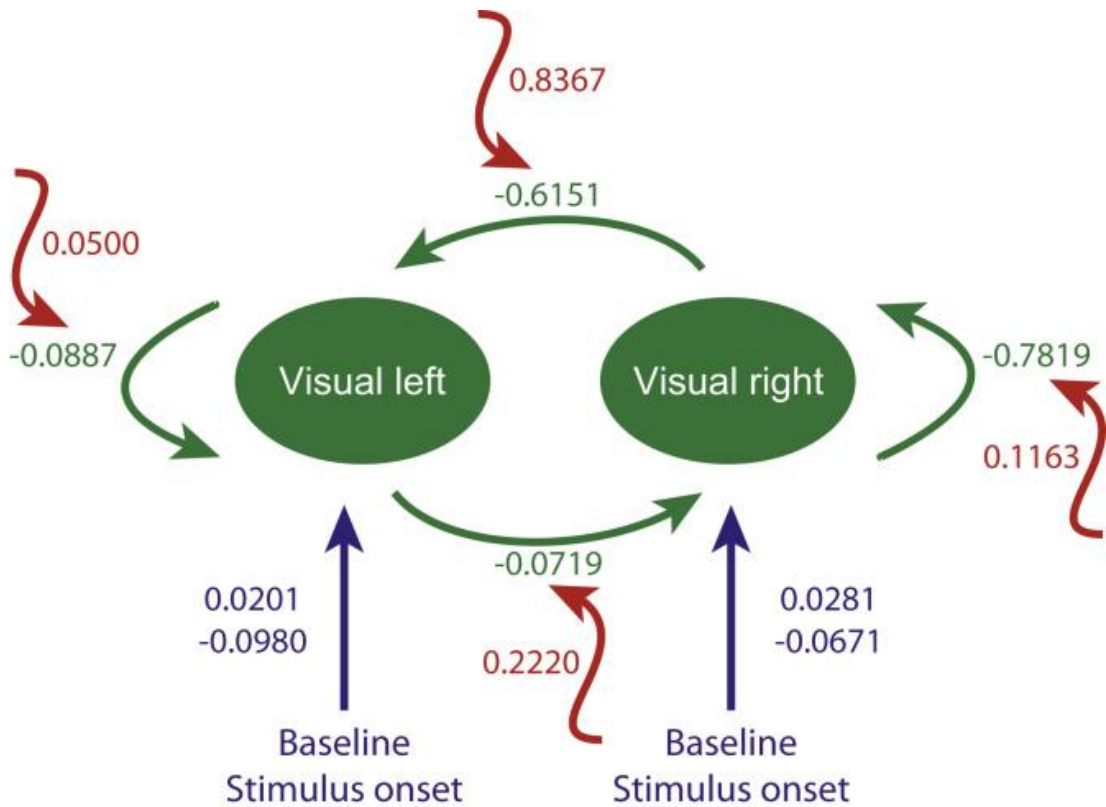 0.8367
-0.6151
0.0500
-0.0887
Visual left
Visual right
-0.7819
0.1163
-0.0719
0.0201
-0.0980
0.2220
0.0281
-0.0671
Baseline
Stimulus onset
Baseline
Stimulus onset